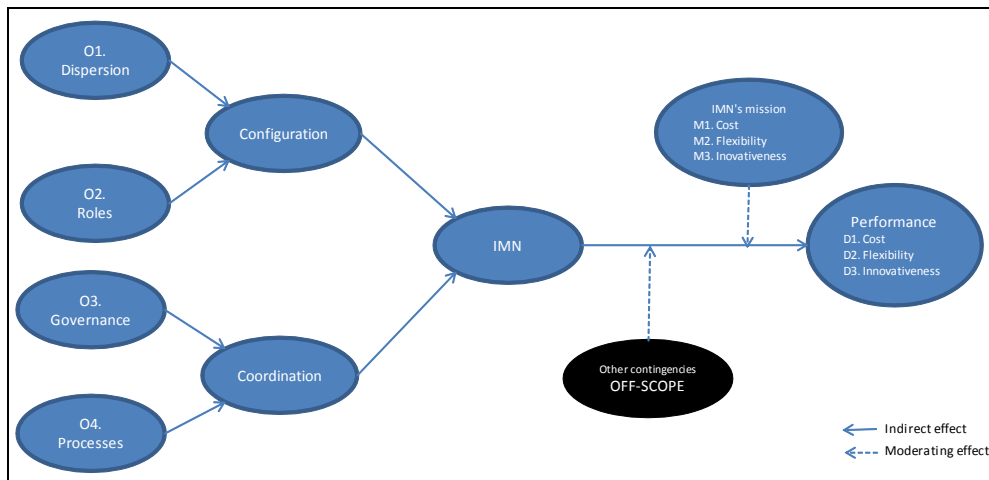 O1.
Dispersion
Configuration
O2.
Roles
O3.
Governance
Coordination
O4.
Processes
IMN
IMN's mission
M1. Cost
M2. Flexibility
M3. Inovativeness
Performance
D1. Cost
D2. Flexibility
D3. Innovativeness
Other contingencies
OFF-SCOPE
Indirect effect
Moderating effect